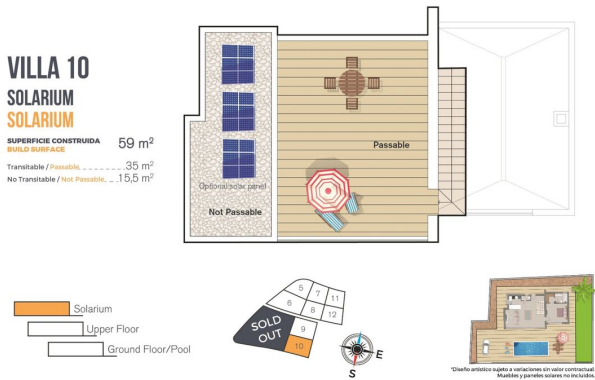 VILLA 10
SOLARIUM
SOLARIUM
SUPERFICIE CONSTRUIDA 59 m²
BUILD SURFACE
Transitable / Passable 35 m²
No Transitable / Not Passable 15,5 m²
Passable
Optional solar panel
Not Passable
Solarium
Upper Floor
Ground Floor/Pool
5 7 11
6 8 12
SOLD OUT
9
10
E
S
*Diseño artístico sujeto a variaciones sin valor contractual.
Muebles y paneles solares no incluidos.